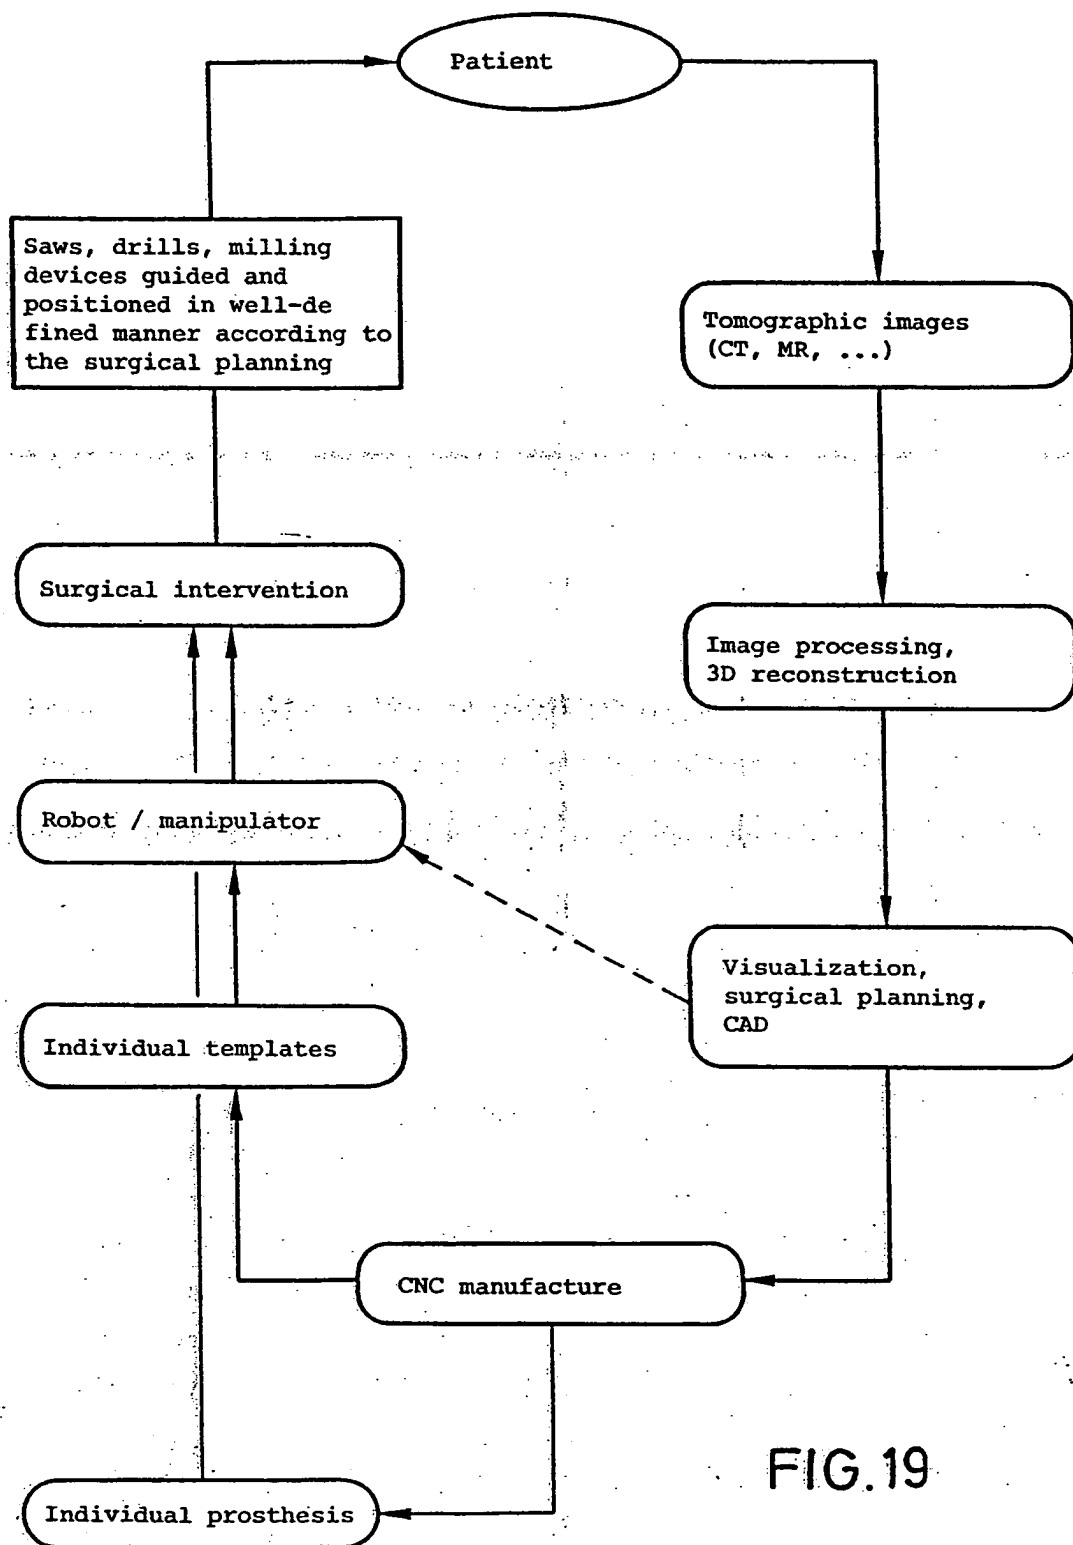 Patient
Saws, drills, milling
devices guided and
positioned in well-de
fined manner according to
the surgical planning
Tomographic images
(CT, MR, ...)
Surgical intervention
Image processing,
3D reconstruction
Robot / manipulator
Visualization,
surgical planning,
CAD
Individual templates
CNC manufacture
Individual prosthesis
FIG.19